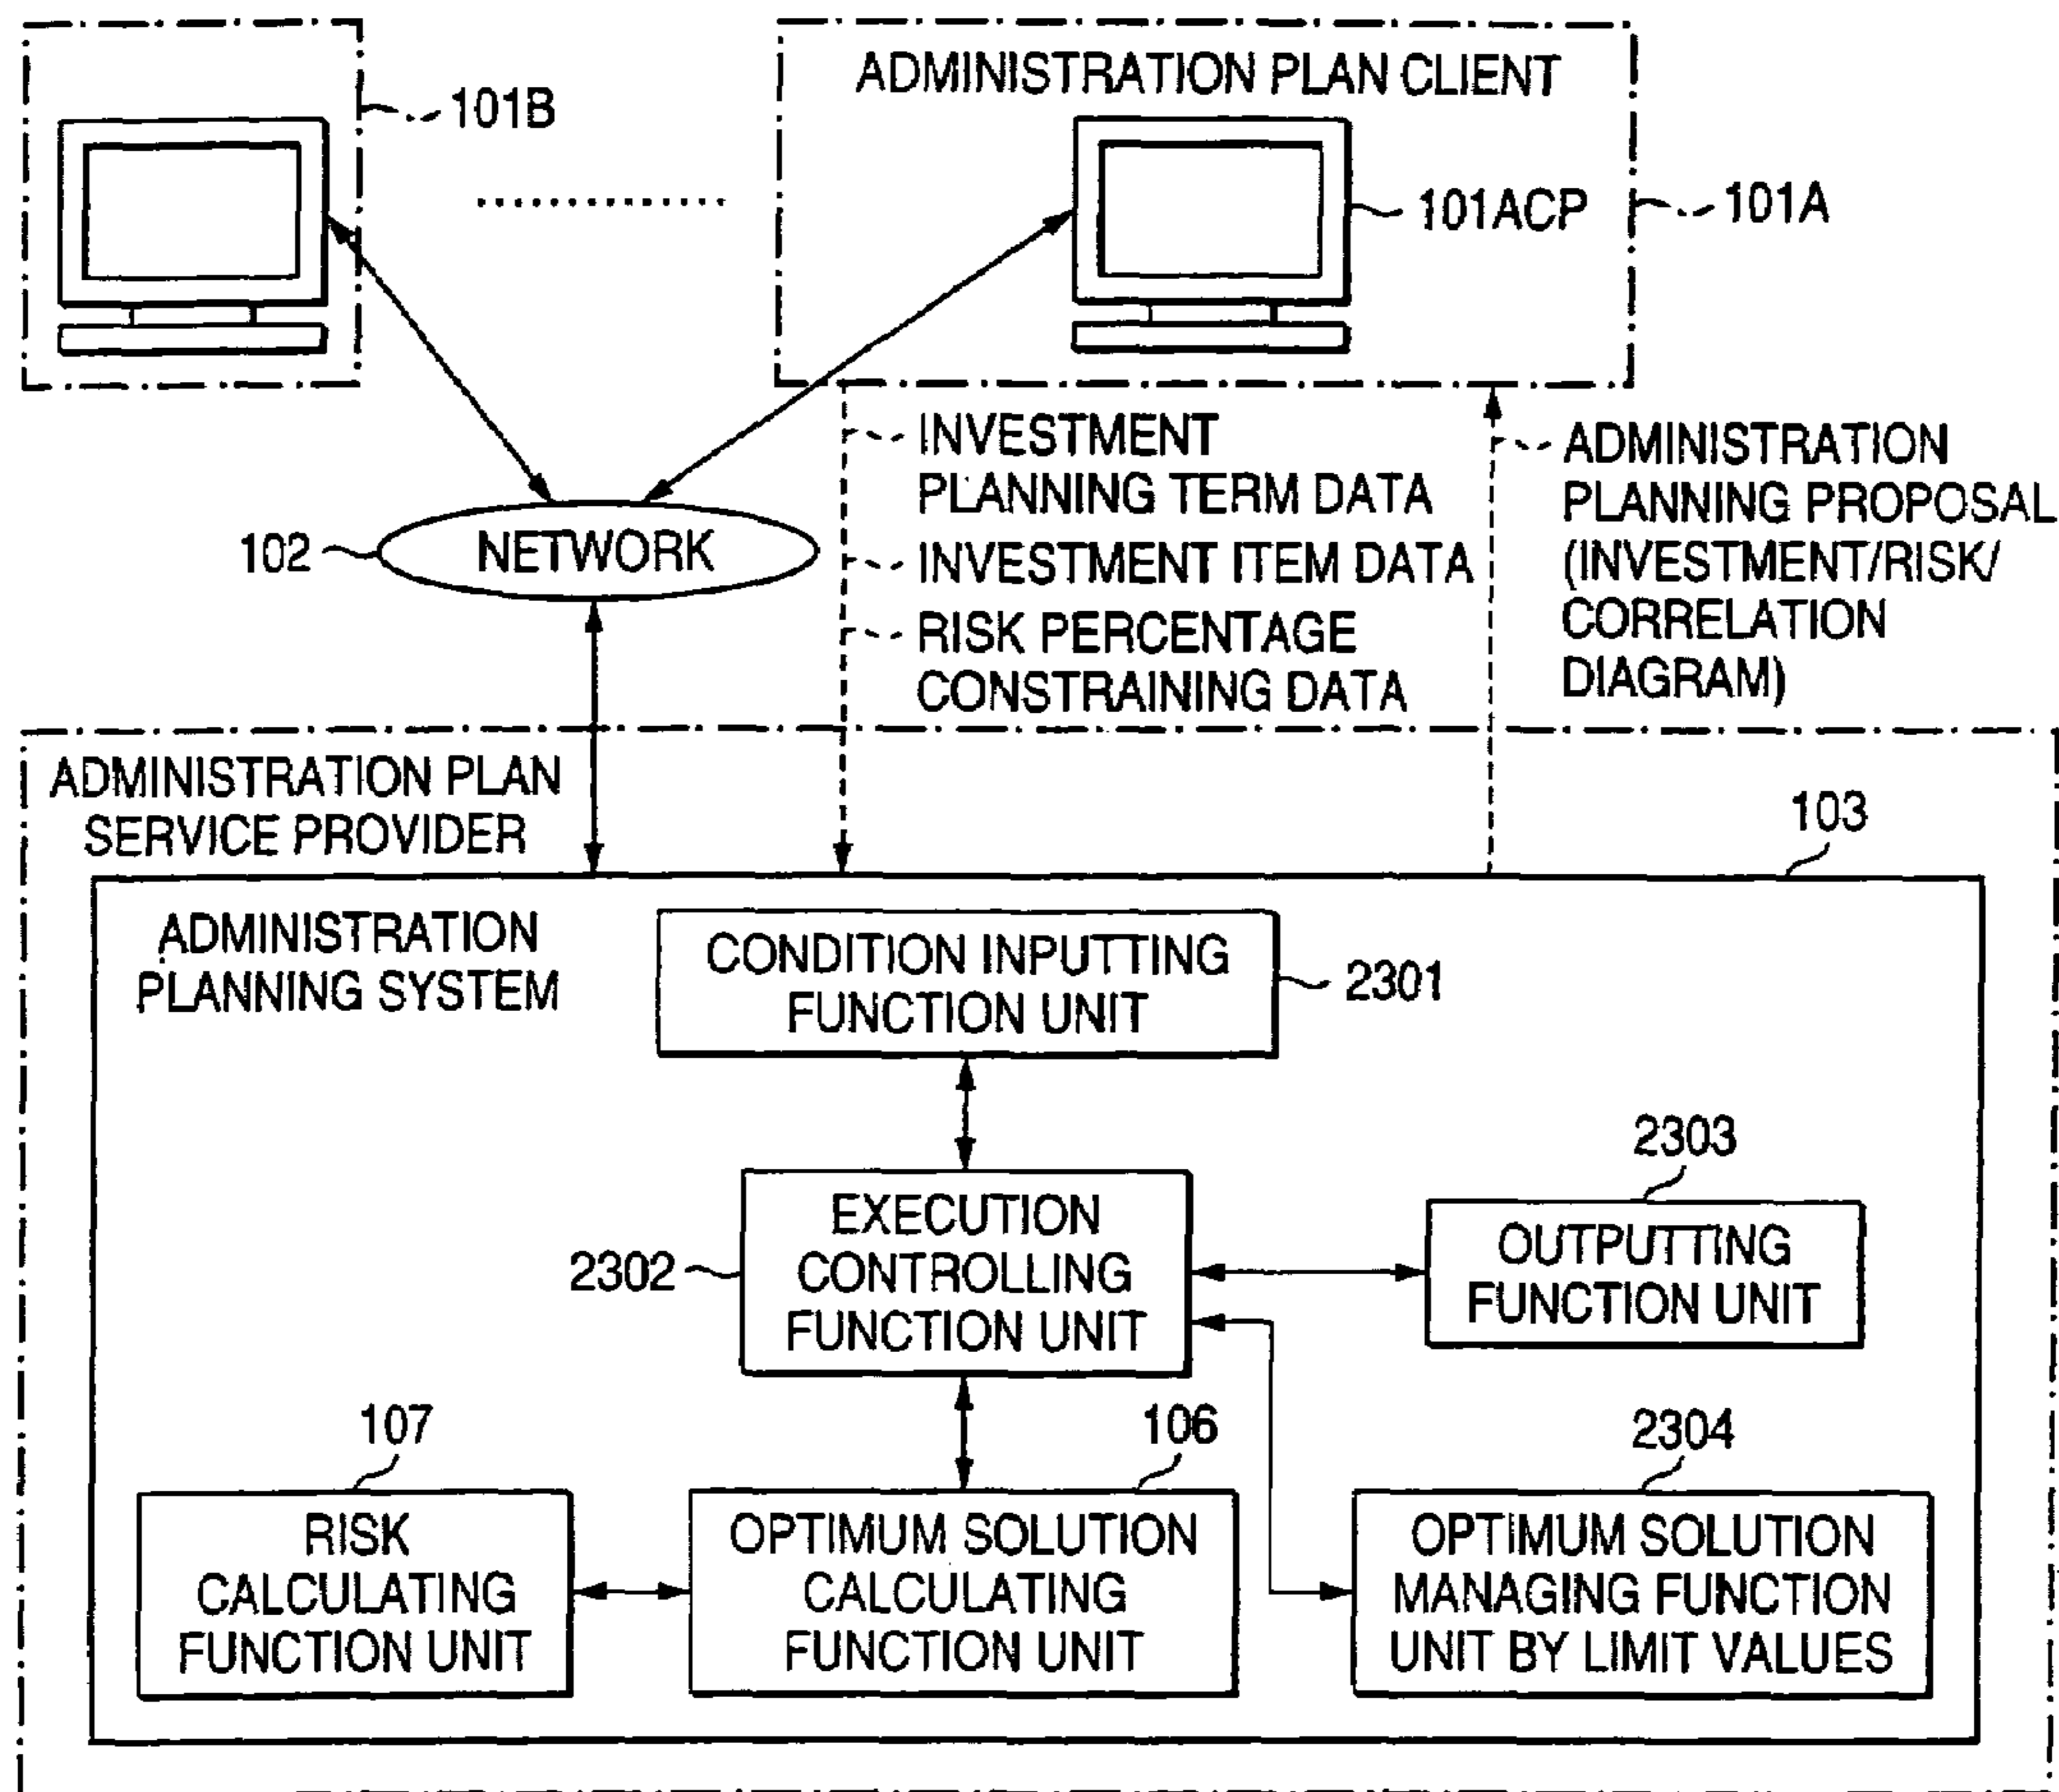 ADMINISTRATION PLAN CLIENT
101B
101ACP
101A
INVESTMENT
PLANNING TERM DATA
INVESTMENT ITEM DATA
RISK PERCENTAGE
CONSTRAINING DATA
ADMINISTRATION
PLANNING PROPOSAL
(INVESTMENT/RISK/
CORRELATION
DIAGRAM)
102
NETWORK
ADMINISTRATION PLAN
SERVICE PROVIDER
103
ADMINISTRATION
PLANNING SYSTEM
CONDITION INPUTTING
FUNCTION UNIT
2301
2302
EXECUTION
CONTROLLING
FUNCTION UNIT
2303
OUTPUTTING
FUNCTION UNIT
107
RISK
CALCULATING
FUNCTION UNIT
106
OPTIMUM SOLUTION
CALCULATING
FUNCTION UNIT
2304
OPTIMUM SOLUTION
MANAGING FUNCTION
UNIT BY LIMIT VALUES